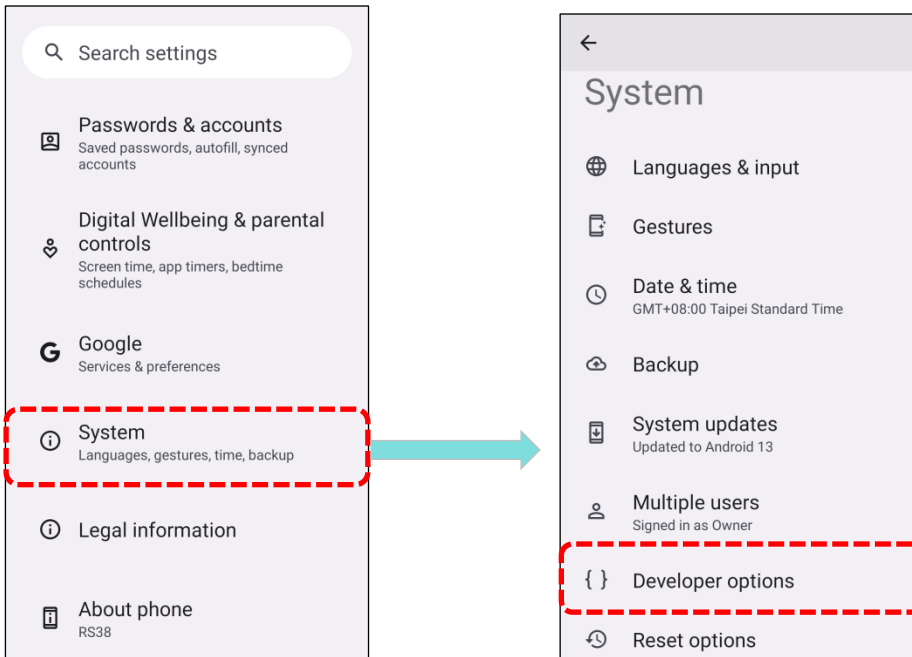 Search settings
Passwords & accounts
Saved passwords, autofill, synced
accounts
Digital Wellbeing & parental
controls
Screen time, app timers, bedtime
schedules
Google
Services & preferences
System
Languages, gestures, time, backup
Legal information
About phone
RS38
System
Languages & input
Gestures
Date & time
GMT+08:00 Taipei Standard Time
Backup
System updates
Updated to Android 13
Multiple users
Signed in as Owner
{ } Developer options
Reset options